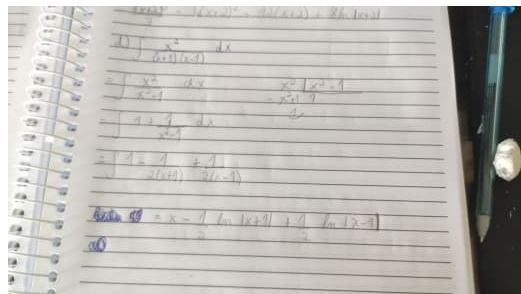 d) ∫ x² / (x+1)(x-1) dx
= ∫ x² / x²-1 dx    x² | x²-1
-x²+1  1
1
= ∫ 1 + 1 / x²-1 dx
= ∫ 1 - 1 / 2(x+1) + 1 / 2(x-1)
= x - 1/2 ln |x+1| + 1/2 ln |x-1|